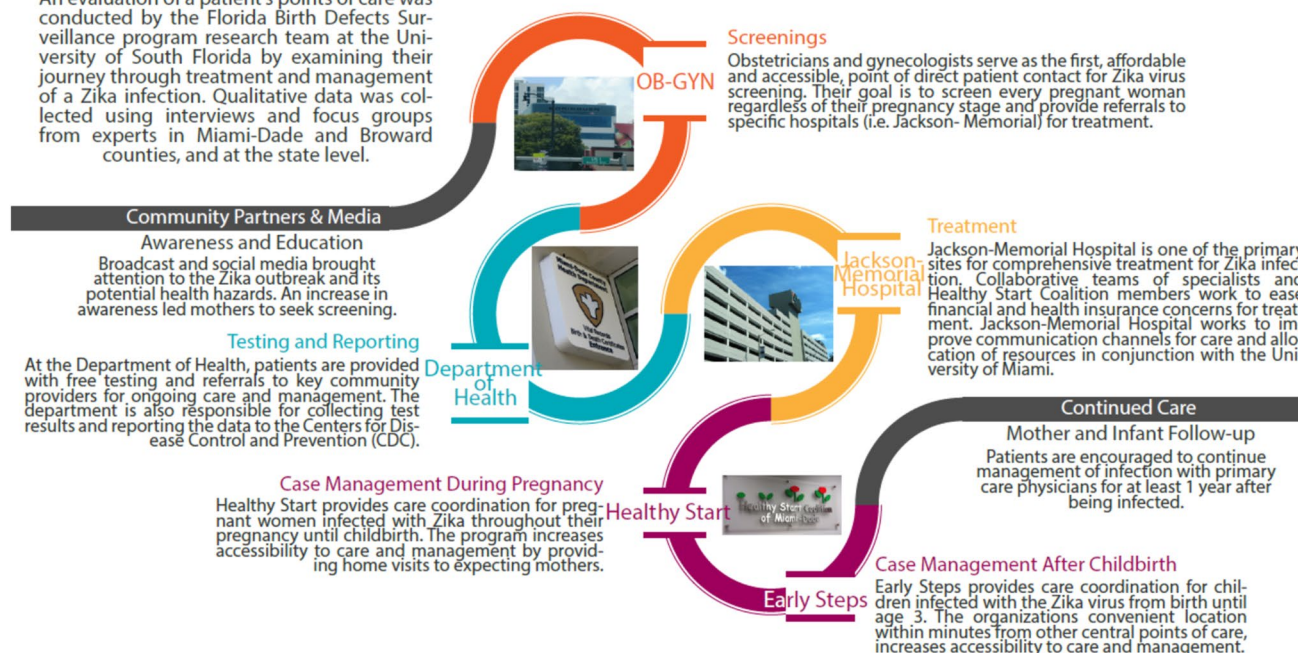 An evaluation of a patient's points of care was
conducted by the Florida Birth Defects Sur-
veillance program research team at the Uni-
versity of South Florida by examining their
journey through treatment and management
of a Zika infection. Qualitative data was col-
lected using interviews and focus groups
from experts in Miami-Dade and Broward
counties, and at the state level.
OB-GYN
Screenings
Obstetricians and gynecologists serve as the first, affordable
and accessible, point of direct patient contact for Zika virus
screening. Their goal is to screen every pregnant woman
regardless of their pregnancy stage and provide referrals to
specific hospitals (i.e. Jackson- Memorial) for treatment.
Community Partners & Media
Awareness and Education
Broadcast and social media brought
attention to the Zika outbreak and its
potential health hazards. An increase in
awareness led mothers to seek screening.
Testing and Reporting
At the Department of Health, patients are provided
with free testing and referrals to key community
providers for ongoing care and management. The
department is also responsible for collecting test
results and reporting the data to the Centers for Dis-
ease Control and Prevention (CDC).
Department
of
Health
Miami-Dade County
Health Department
Vital Records
Birth & Death Certificates
Entrance
Jackson-
Memorial
Hospital
Treatment
Jackson-Memorial Hospital is one of the primary
sites for comprehensive treatment for Zika infec
tion. Collaborative teams of specialists and
Healthy Start Coalition members work to ease
financial and health insurance concerns for treat
ment. Jackson-Memorial Hospital works to im
prove communication channels for care and allo
cation of resources in conjunction with the Uni
versity of Miami.
Case Management During Pregnancy
Healthy Start provides care coordination for preg-
nant women infected with Zika throughout their
pregnancy until childbirth. The program increases
accessibility to care and management by provid-
ing home visits to expecting mothers.
Healthy Start
Healthy Start Coalition
of Miami-Dade
Continued Care
Mother and Infant Follow-up
Patients are encouraged to continue
management of infection with primary
care physicians for at least 1 year after
being infected.
Early Steps
Case Management After Childbirth
Early Steps provides care coordination for chil-
dren infected with the Zika virus from birth until
age 3. The organizations convenient location
within minutes from other central points of care,
increases accessibility to care and management.